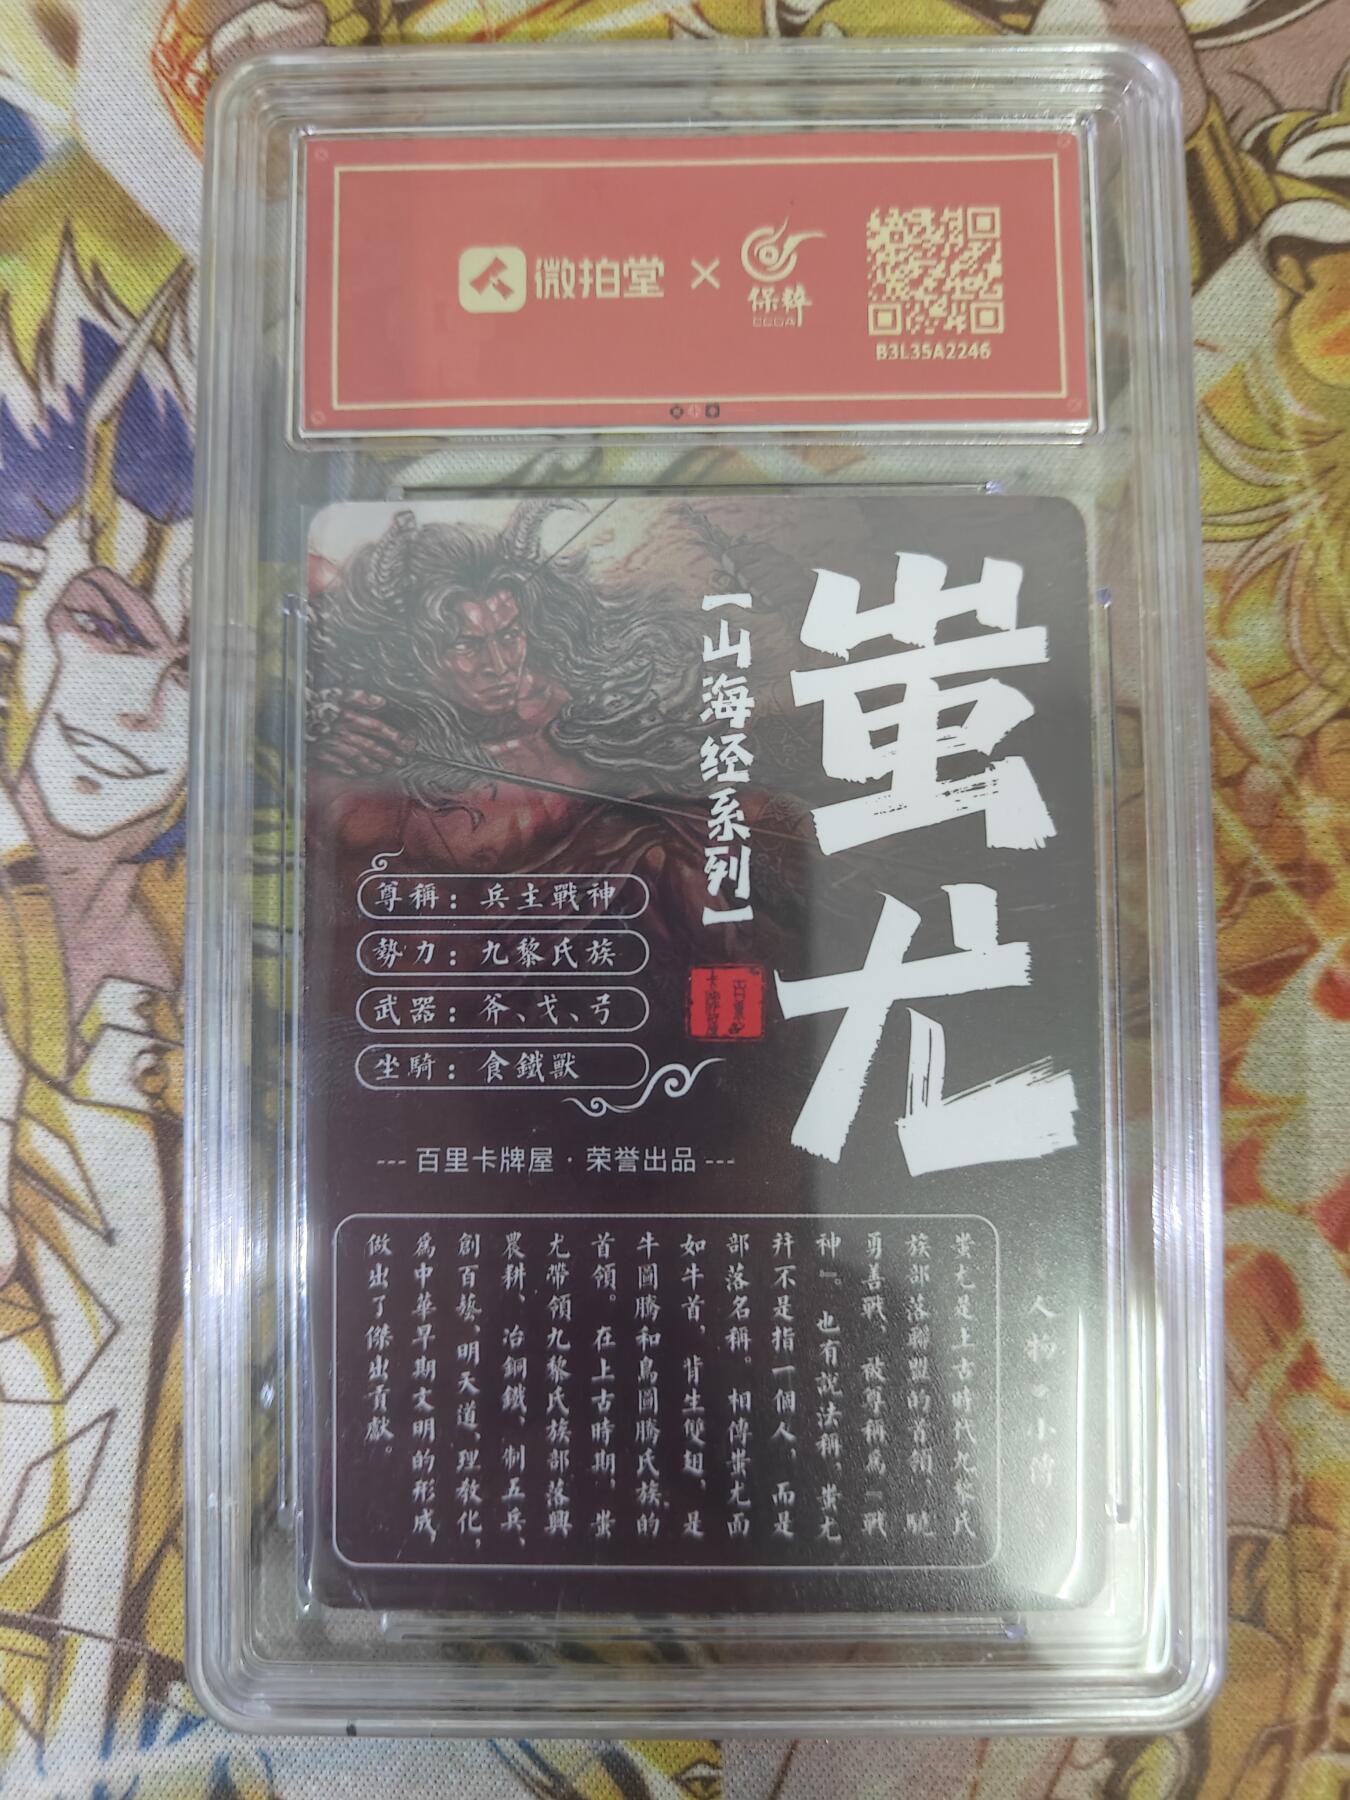 微拍堂
×
保粹
CCGA
B3L35A2246
蚩尤
【山海经系列】
尊稱：兵主戰神
勢力：九黎氏族
武器：斧、戈、弓
坐騎：食鐵獸
--- 百里卡牌屋 · 荣誉出品 ---
人物·小傳
蚩尤是上古時代九黎氏
族部落聯盟的首領，驍
勇善戰，被尊稱為『戰
神』。也有說法稱，蚩尤
并不是指一個人，而是
部落名稱。相傳蚩尤面
如牛首，背生雙翅，是
牛圖騰和鳥圖騰氏族的
首領。在上古時期，蚩
尤帶領九黎氏族部落興
農耕、冶銅鐵、制五兵、
創百藝、明天道、理教化，
為中華早期文明的形成，
做出了傑出貢獻。